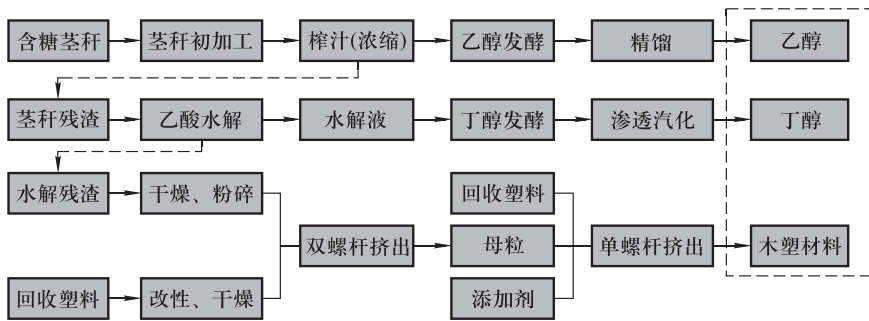 含糖茎秆
茎秆初加工
榨汁(浓缩)
乙醇发酵
精馏
乙醇
茎秆残渣
乙酸水解
水解液
丁醇发酵
渗透汽化
丁醇
水解残渣
干燥、粉碎
回收塑料
双螺杆挤出
母粒
单螺杆挤出
木塑材料
回收塑料
改性、干燥
添加剂